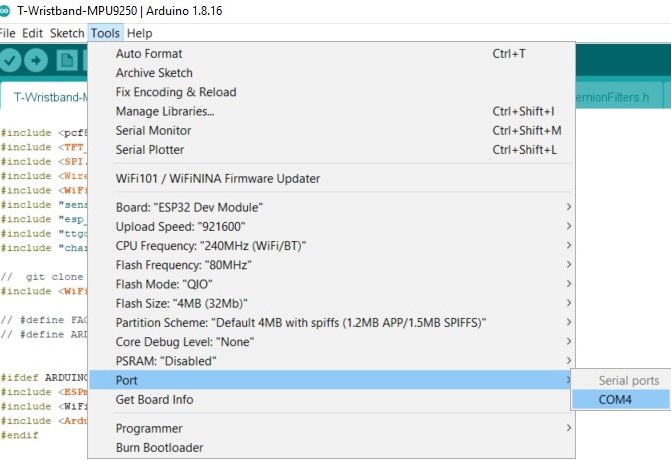 T-Wristband-MPU9250 | Arduino 1.8.16
File Edit Sketch Tools Help
Auto Format Ctrl+T
Archive Sketch
Fix Encoding & Reload
Manage Libraries... Ctrl+Shift+I
Serial Monitor Ctrl+Shift+M
Serial Plotter Ctrl+Shift+L
WiFi101 / WiFiNINA Firmware Updater
Board: "ESP32 Dev Module"
Upload Speed: "921600"
CPU Frequency: "240MHz (WiFi/BT)"
Flash Frequency: "80MHz"
Flash Mode: "QIO"
Flash Size: "4MB (32Mb)"
Partition Scheme: "Default 4MB with spiffs (1.2MB APP/1.5MB SPIFFS)"
Core Debug Level: "None"
PSRAM: "Disabled"
Port
Get Board Info
Programmer
Burn Bootloader
Serial ports
COM4
T-Wristband-M
ernionFilters.h
#include <pcf8
#include <TFT_
#include <SPI.
#include <Wire
#include <WiFi
#include "sens
#include "esp_
#include "ttgo
#include "char
// git clone
#include <WiFi
// #define FAC
// #define ARD
#ifdef ARDUINO
#include <ESPm
#include <WiFi
#include <Ardu
#endif